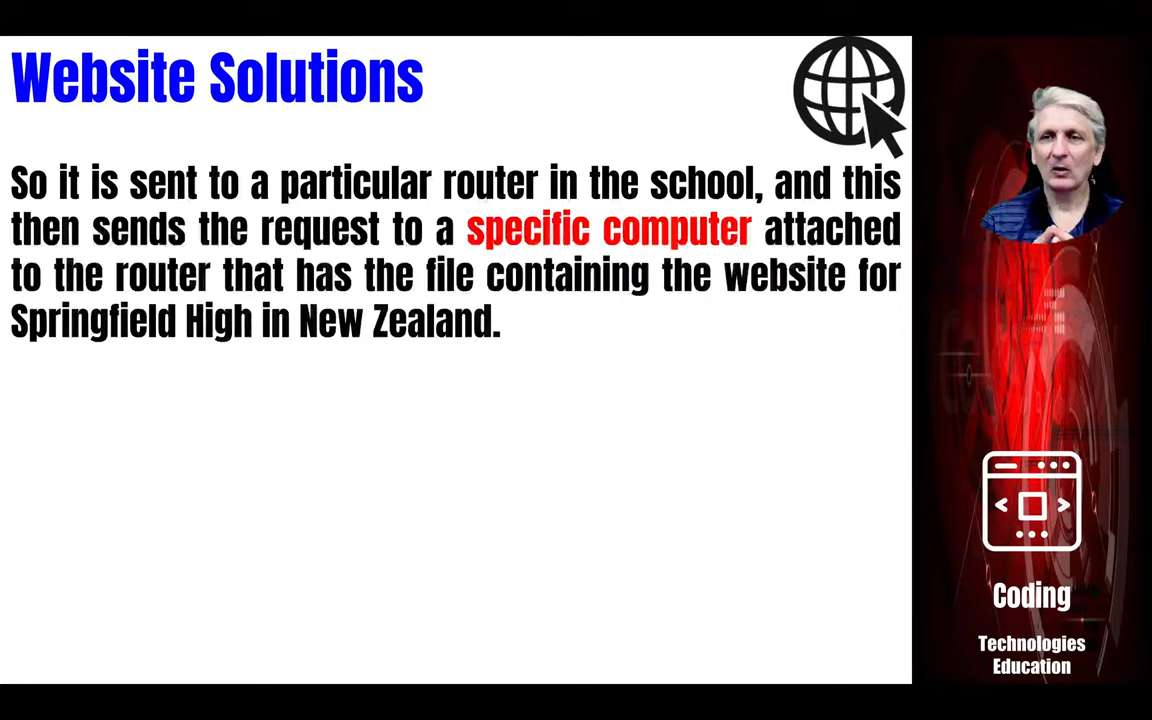 Website Solutions
So it is sent to a particular router in the school, and this
then sends the request to a specific computer attached
to the router that has the file containing the website for
Springfield High in New Zealand.
Coding
Technologies
Education